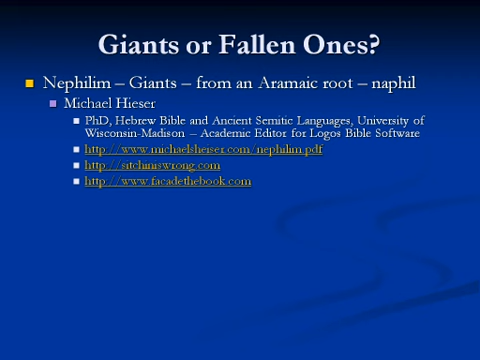 Giants or Fallen Ones?
Nephilim – Giants – from an Aramaic root – naphil
Michael Hieser
PhD, Hebrew Bible and Ancient Semitic Languages, University of
Wisconsin-Madison – Academic Editor for Logos Bible Software
http://www.michaelsheiser.com/nephilim.pdf
http://sitchiniswrong.com
http://www.facadethebook.com